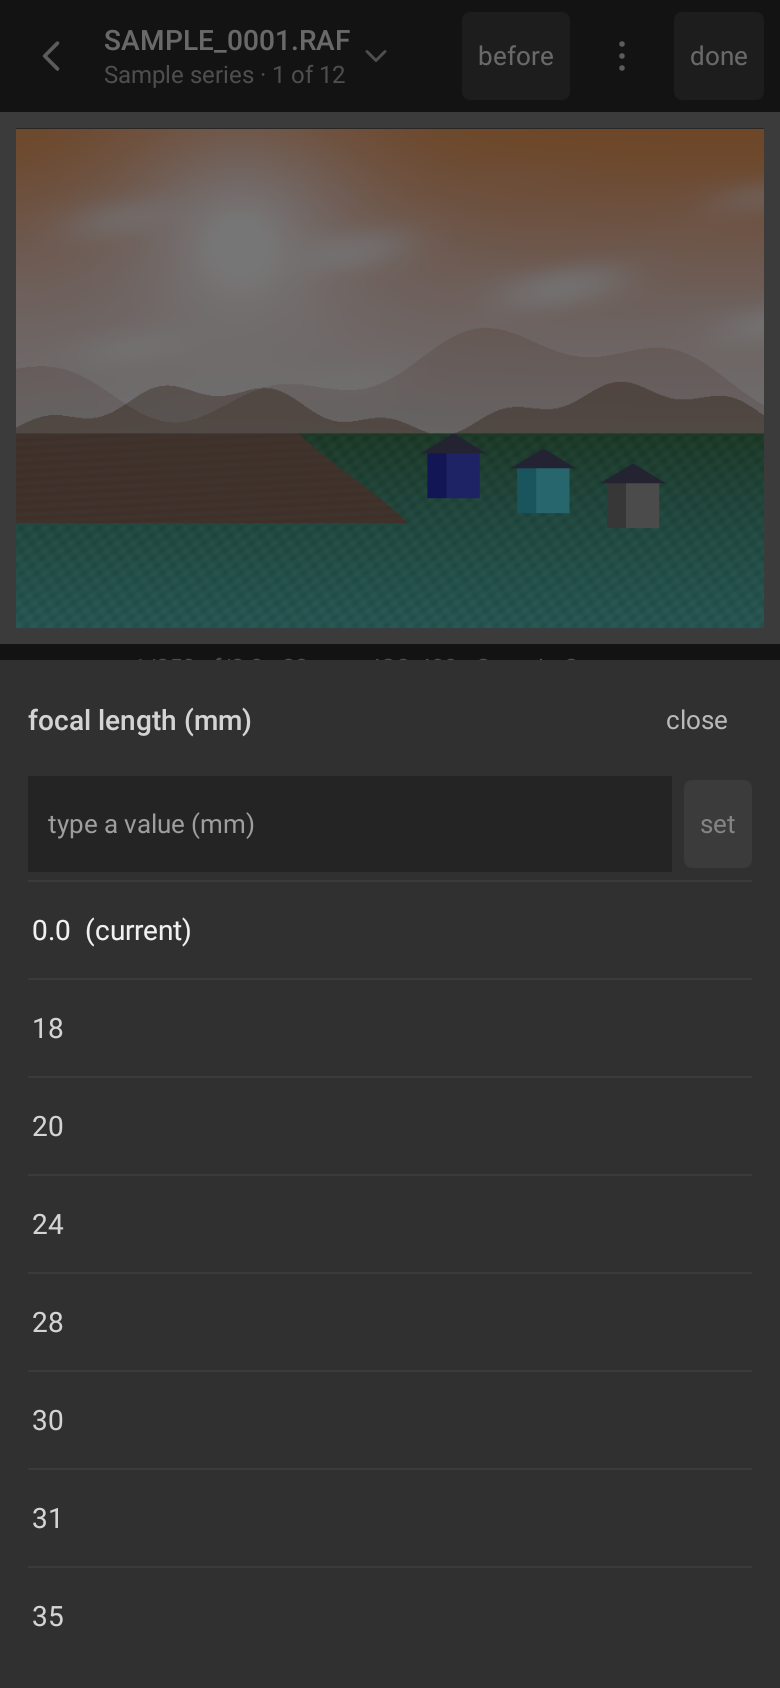 SAMPLE_0001.RAF
Sample series · 1 of 12
before
done
focal length (mm)
close
type a value (mm)
set
0.0 (current)
18
20
24
28
30
31
35